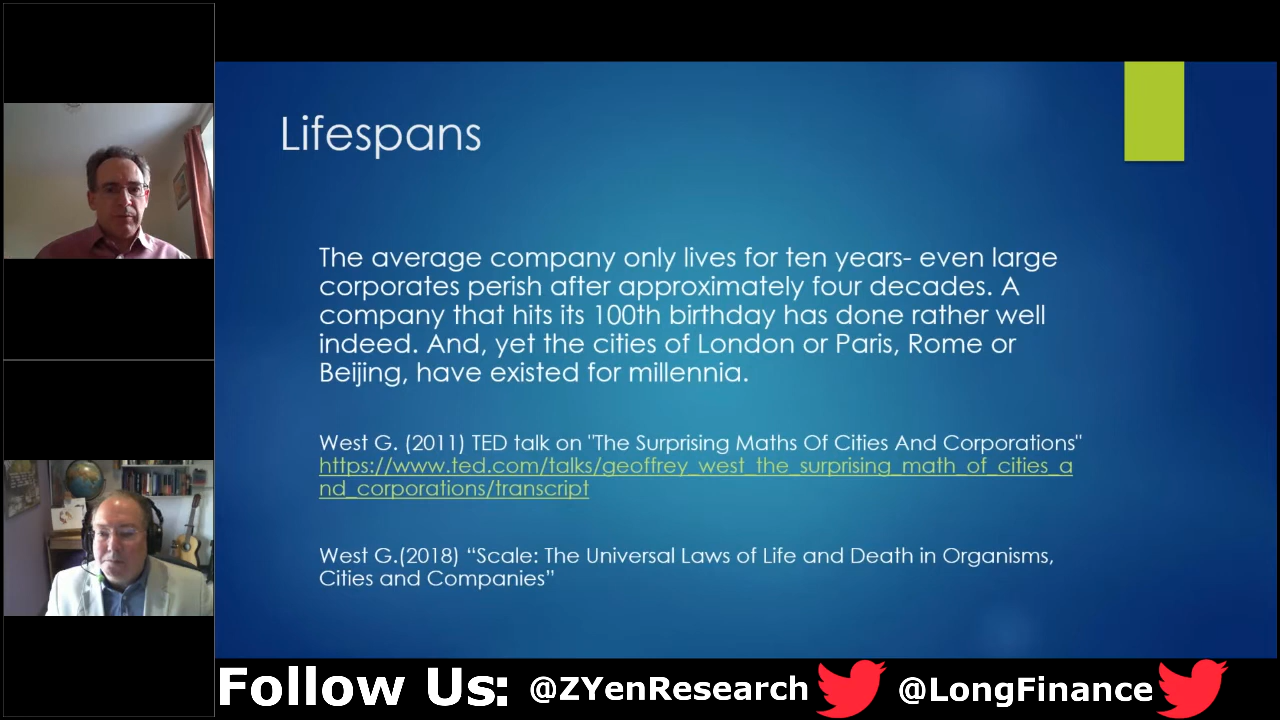 Lifespans
The average company only lives for ten years- even large
corporates perish after approximately four decades. A
company that hits its 100th birthday has done rather well
indeed. And, yet the cities of London or Paris, Rome or
Beijing, have existed for millennia.
West G. (2011) TED talk on "The Surprising Maths Of Cities And Corporations"
https://www.ted.com/talks/geoffrey_west_the_surprising_math_of_cities_a
nd_corporations/transcript
West G.(2018) “Scale: The Universal Laws of Life and Death in Organisms,
Cities and Companies”
Follow Us: @ZYenResearch @LongFinance